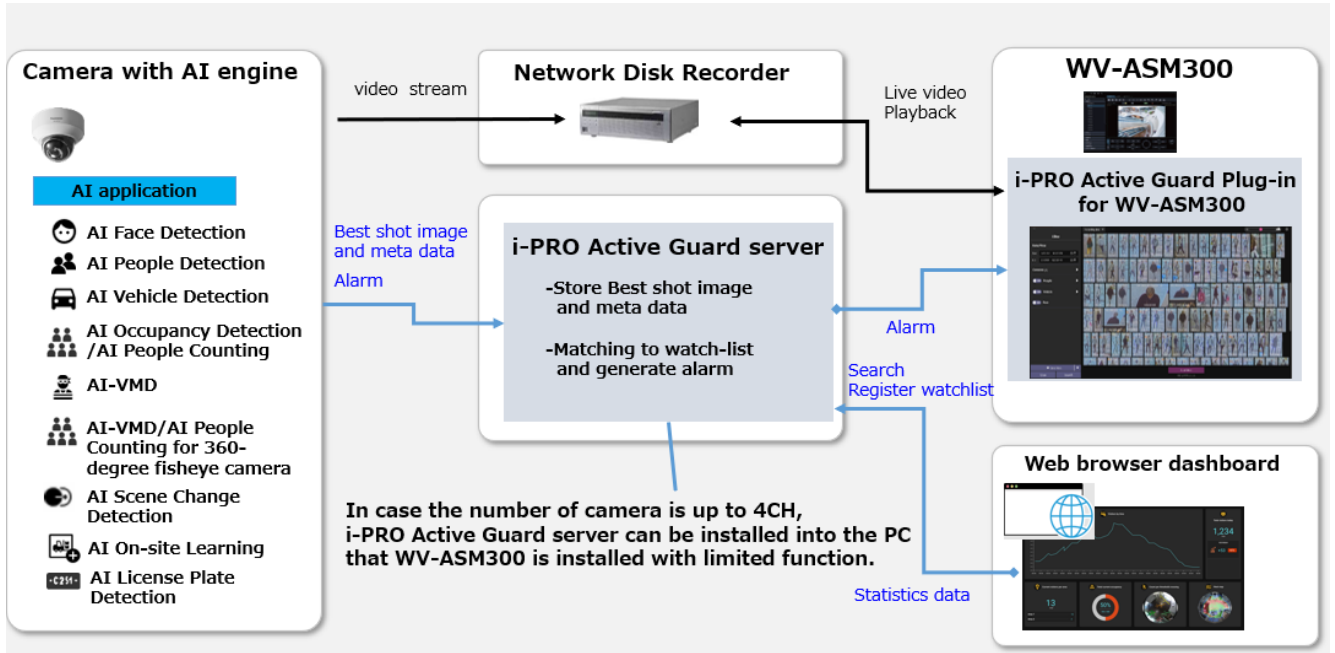 Camera with AI engine
AI application
AI Face Detection
AI People Detection
AI Vehicle Detection
AI Occupancy Detection
/AI People Counting
AI-VMD
AI-VMD/AI People
Counting for 360-
degree fisheye camera
AI Scene Change
Detection
AI On-site Learning
AI License Plate
Detection
video stream
Best shot image
and meta data
Alarm
Network Disk Recorder
i-PRO Active Guard server
-Store Best shot image
and meta data
-Matching to watch-list
and generate alarm
In case the number of camera is up to 4CH,
i-PRO Active Guard server can be installed into the PC
that WV-ASM300 is installed with limited function.
Live video
Playback
Alarm
Search
Register watchlist
Statistics data
WV-ASM300
i-PRO Active Guard Plug-in
for WV-ASM300
Web browser dashboard
1,234
13
50%